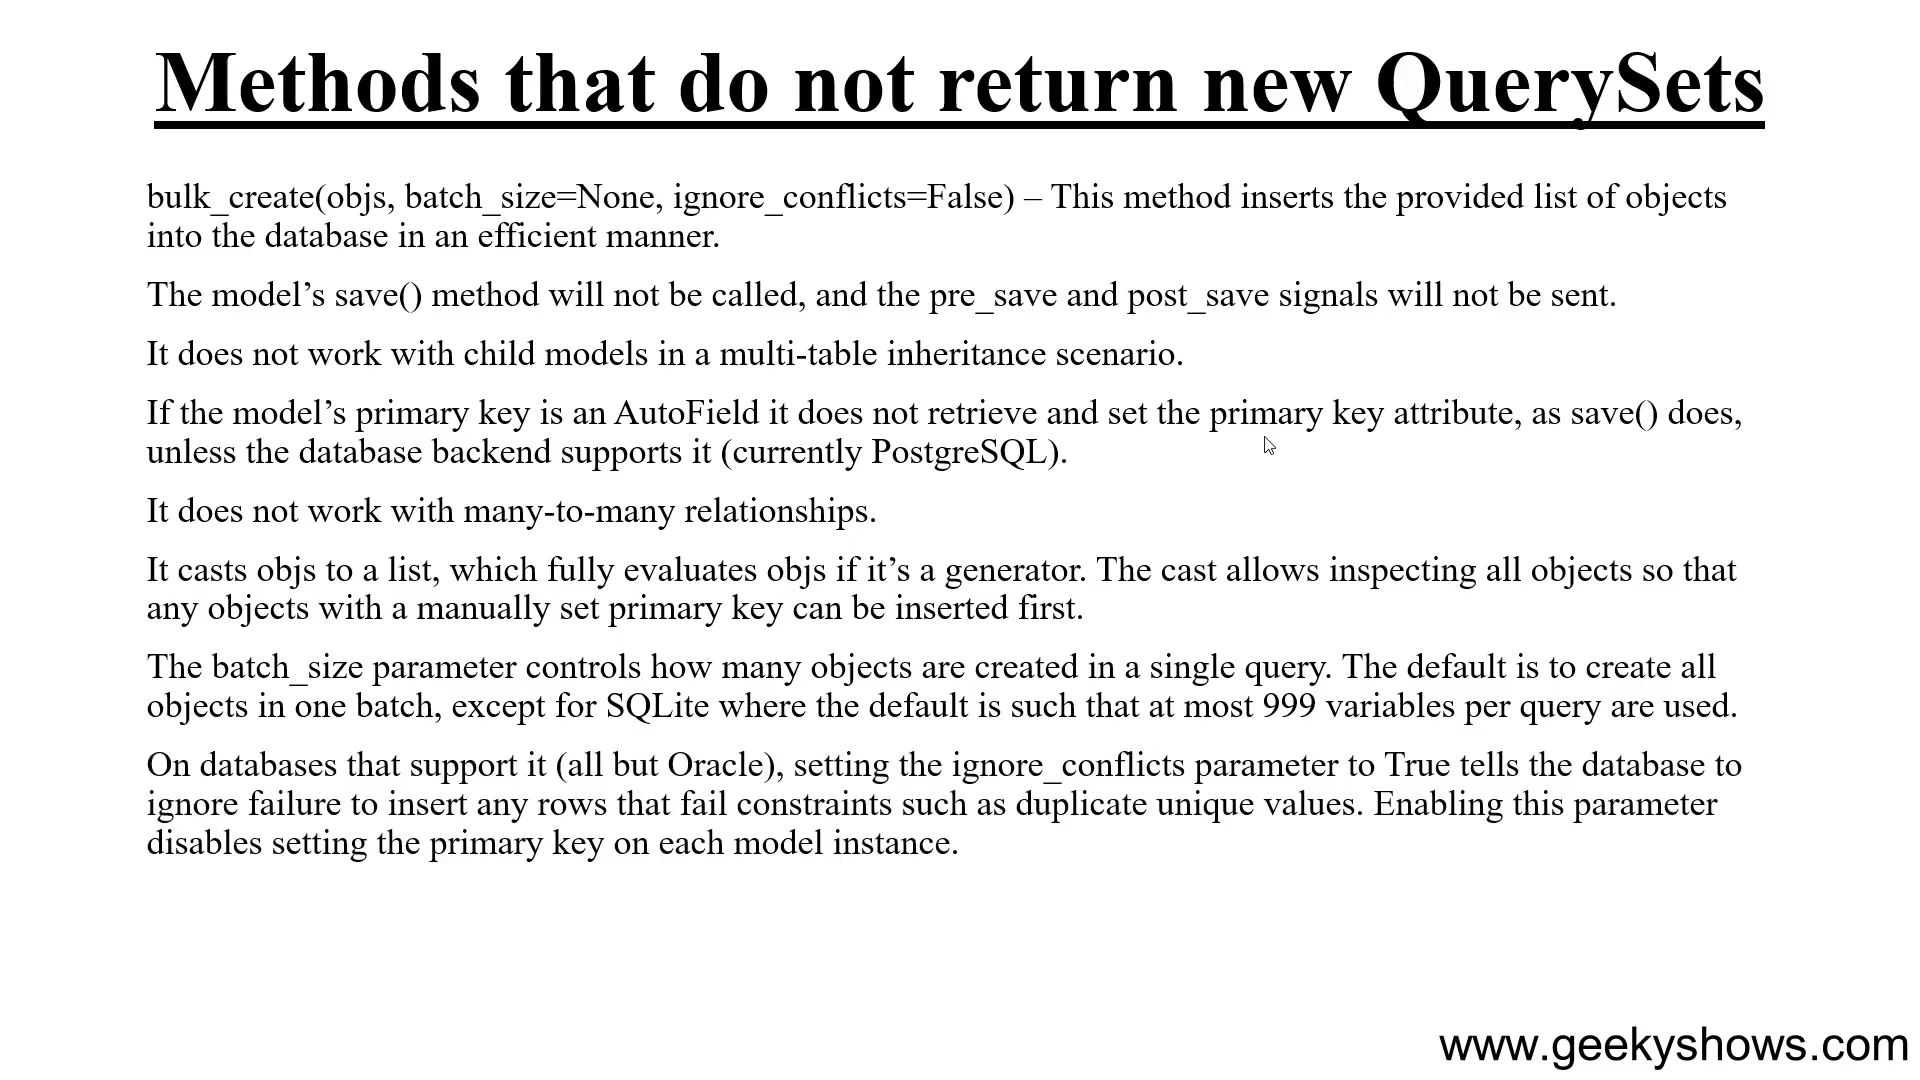 Methods that do not return new QuerySets
bulk_create(objs, batch_size=None, ignore_conflicts=False) – This method inserts the provided list of objects
into the database in an efficient manner.
The model’s save() method will not be called, and the pre_save and post_save signals will not be sent.
It does not work with child models in a multi-table inheritance scenario.
If the model’s primary key is an AutoField it does not retrieve and set the primary key attribute, as save() does,
unless the database backend supports it (currently PostgreSQL).
It does not work with many-to-many relationships.
It casts objs to a list, which fully evaluates objs if it’s a generator. The cast allows inspecting all objects so that
any objects with a manually set primary key can be inserted first.
The batch_size parameter controls how many objects are created in a single query. The default is to create all
objects in one batch, except for SQLite where the default is such that at most 999 variables per query are used.
On databases that support it (all but Oracle), setting the ignore_conflicts parameter to True tells the database to
ignore failure to insert any rows that fail constraints such as duplicate unique values. Enabling this parameter
disables setting the primary key on each model instance.
www.geekyshows.com